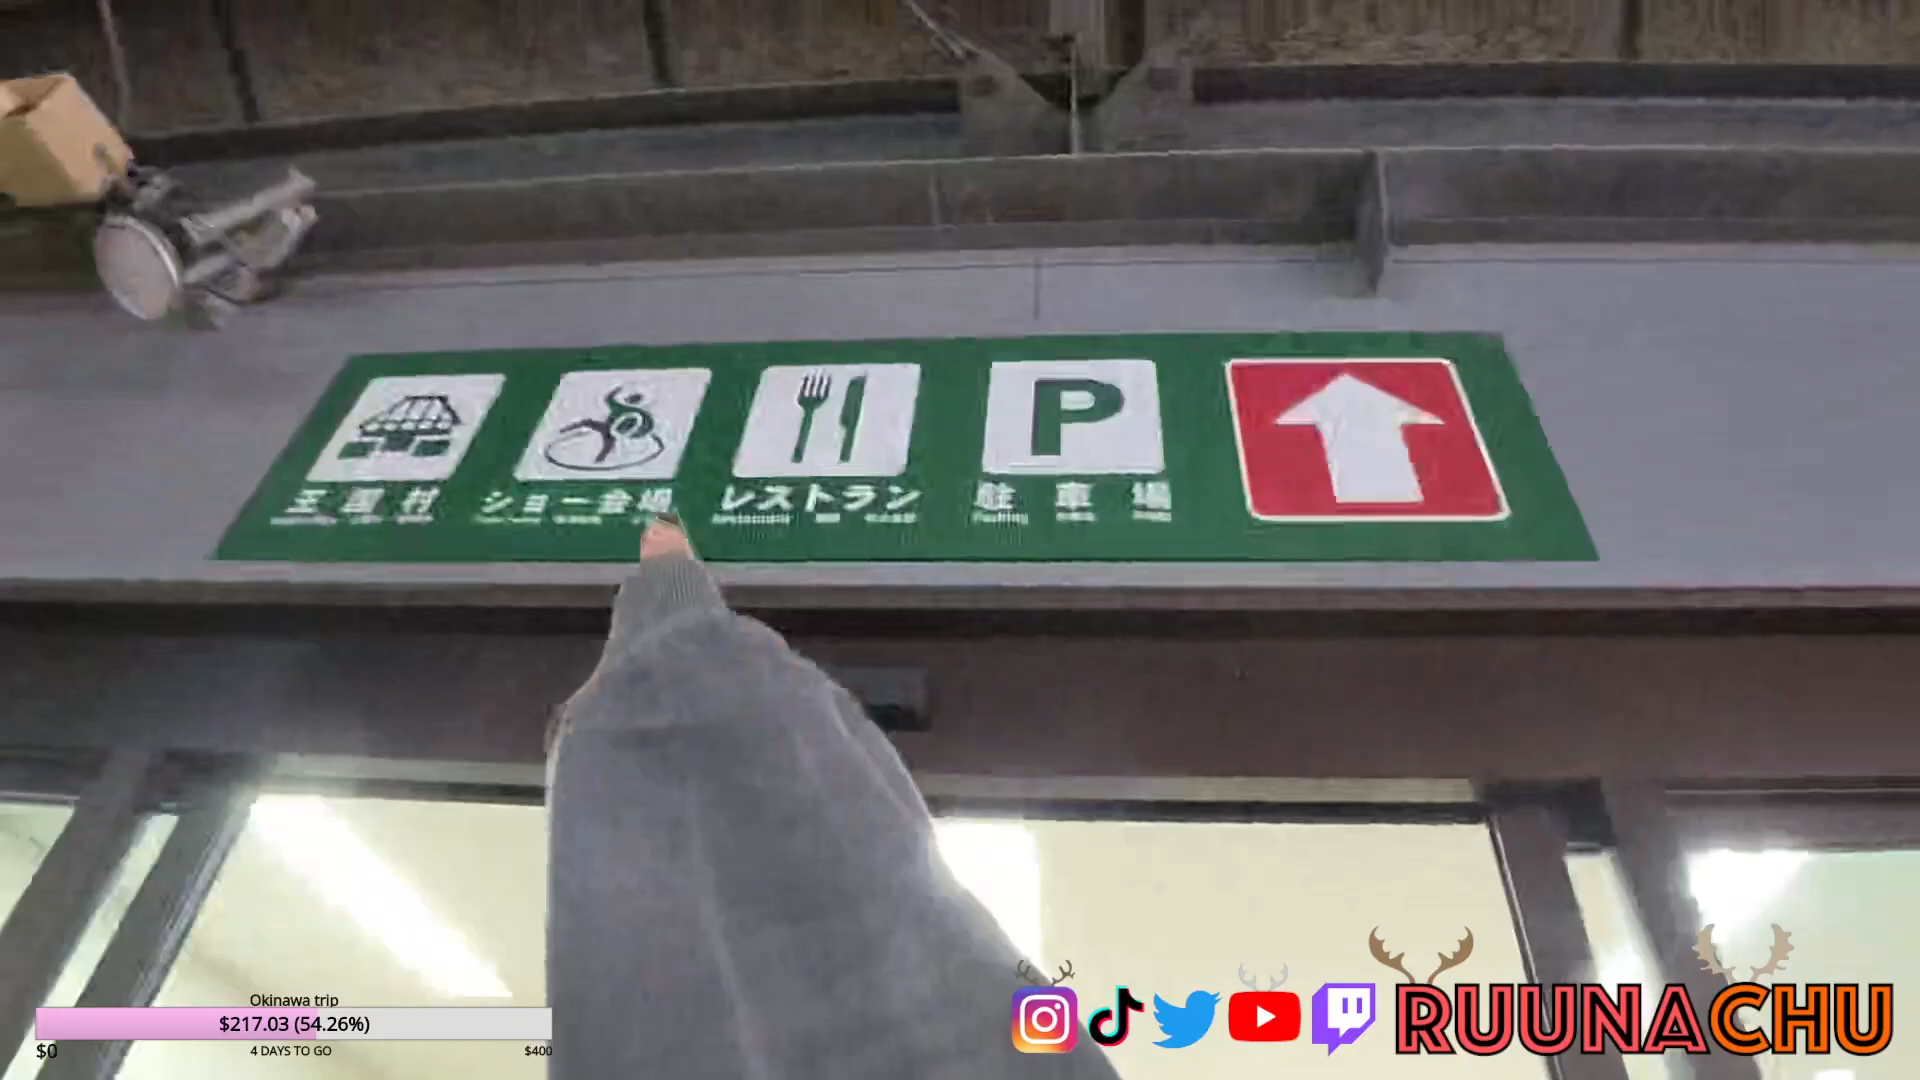 P
王国村
ショー会場
レストラン
駐車場
Parking
Okinawa trip
$217.03 (54.26%)
$0
4 DAYS TO GO
$400
RUUNACHU